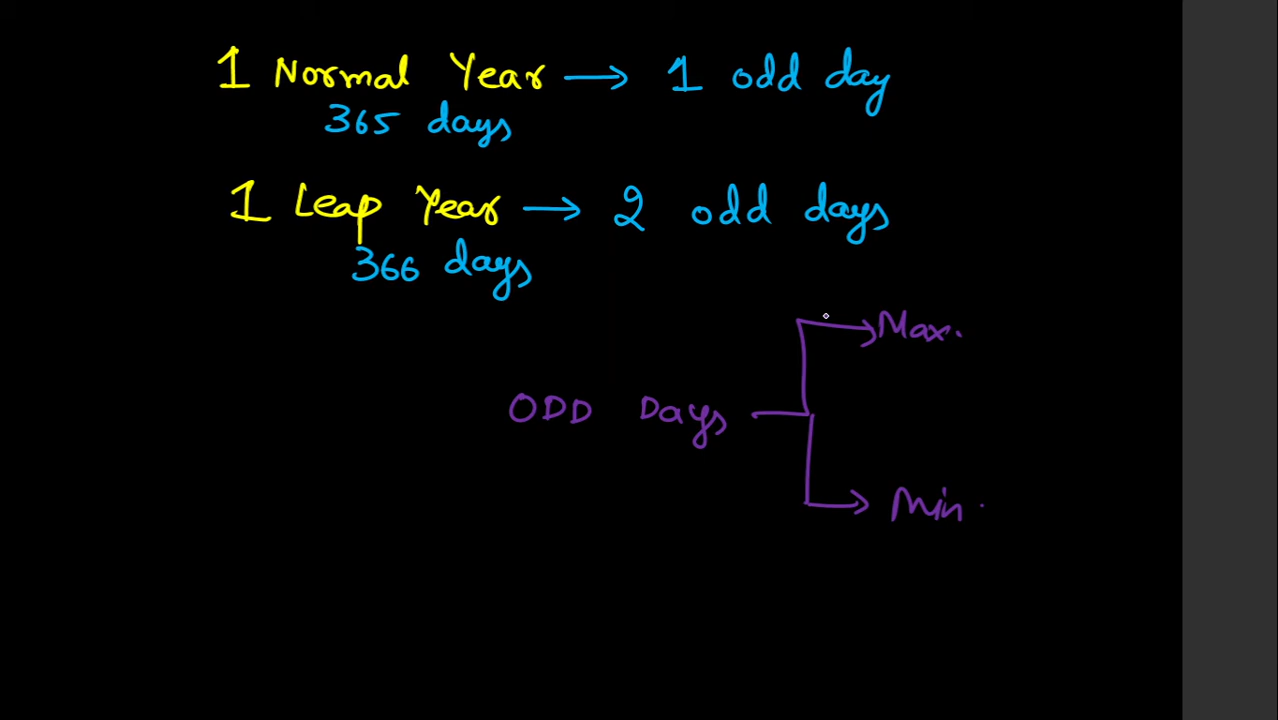 1 Normal Year → 1 odd day
365 days
1 Leap Year → 2 odd days
366 days
Max.
ODD Days
Min.